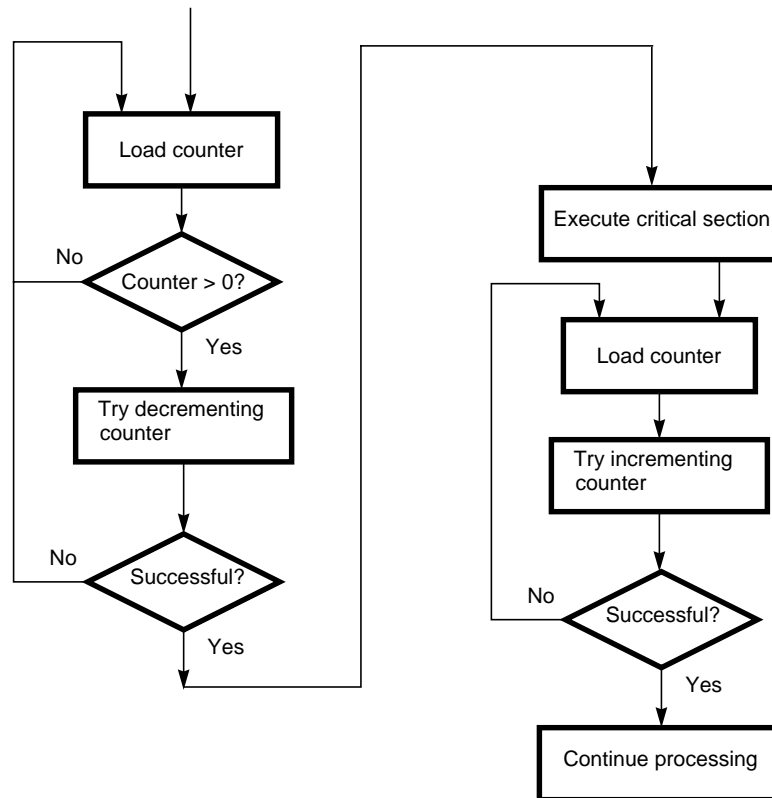 Load counter
No
Counter > 0?
Yes
Try decrementing
counter
No
Successful?
Yes
Execute critical section
Load counter
Try incrementing
counter
No
Successful?
Yes
Continue processing